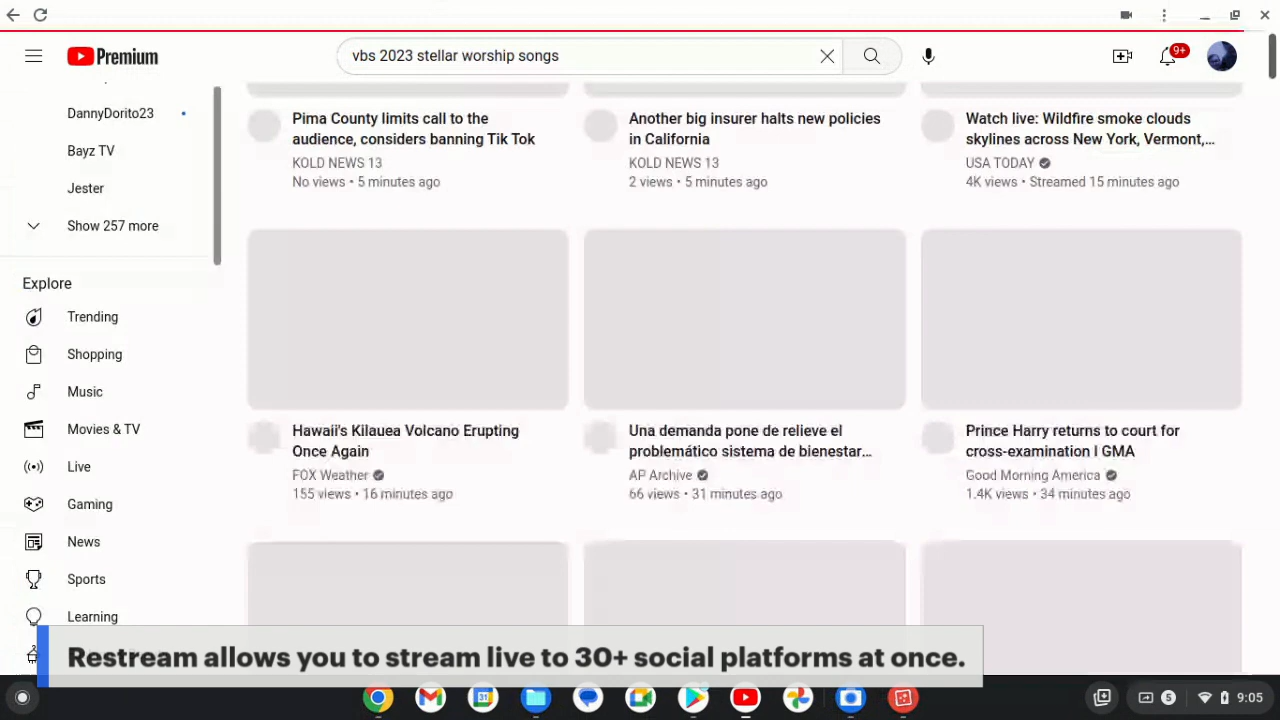 Premium
vbs 2023 stellar worship songs
9+
DannyDorito23
Bayz TV
Jester
Show 257 more
Explore
Trending
Shopping
Music
Movies & TV
Live
Gaming
News
Sports
Learning
Pima County limits call to the
audience, considers banning Tik Tok
KOLD NEWS 13
No views • 5 minutes ago
Another big insurer halts new policies
in California
KOLD NEWS 13
2 views • 5 minutes ago
Watch live: Wildfire smoke clouds
skylines across New York, Vermont,...
USA TODAY
4K views • Streamed 15 minutes ago
Hawaii's Kilauea Volcano Erupting
Once Again
FOX Weather
155 views • 16 minutes ago
Una demanda pone de relieve el
problemático sistema de bienestar...
AP Archive
66 views • 31 minutes ago
Prince Harry returns to court for
cross-examination l GMA
Good Morning America
1.4K views • 34 minutes ago
Restream allows you to stream live to 30+ social platforms at once.
31
5
9:05